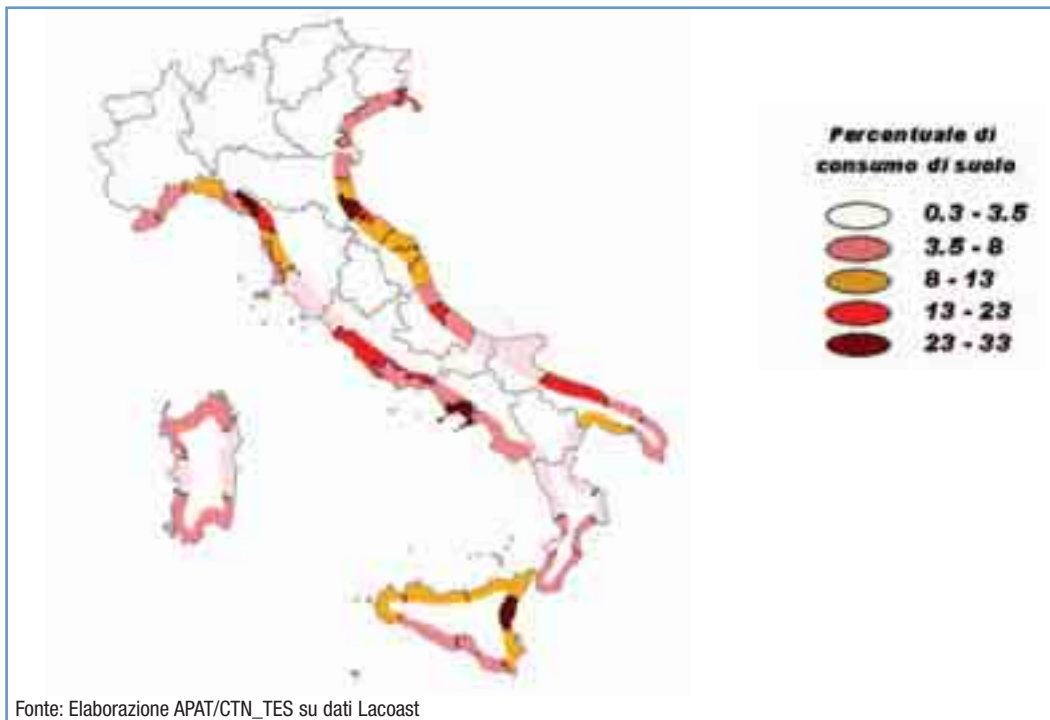 Percentuale di
consumo di suolo
0.3 - 3.5
3.5 - 8
8 - 13
13 - 23
23 - 33
Fonte: Elaborazione APAT/CTN_TES su dati Lacoast